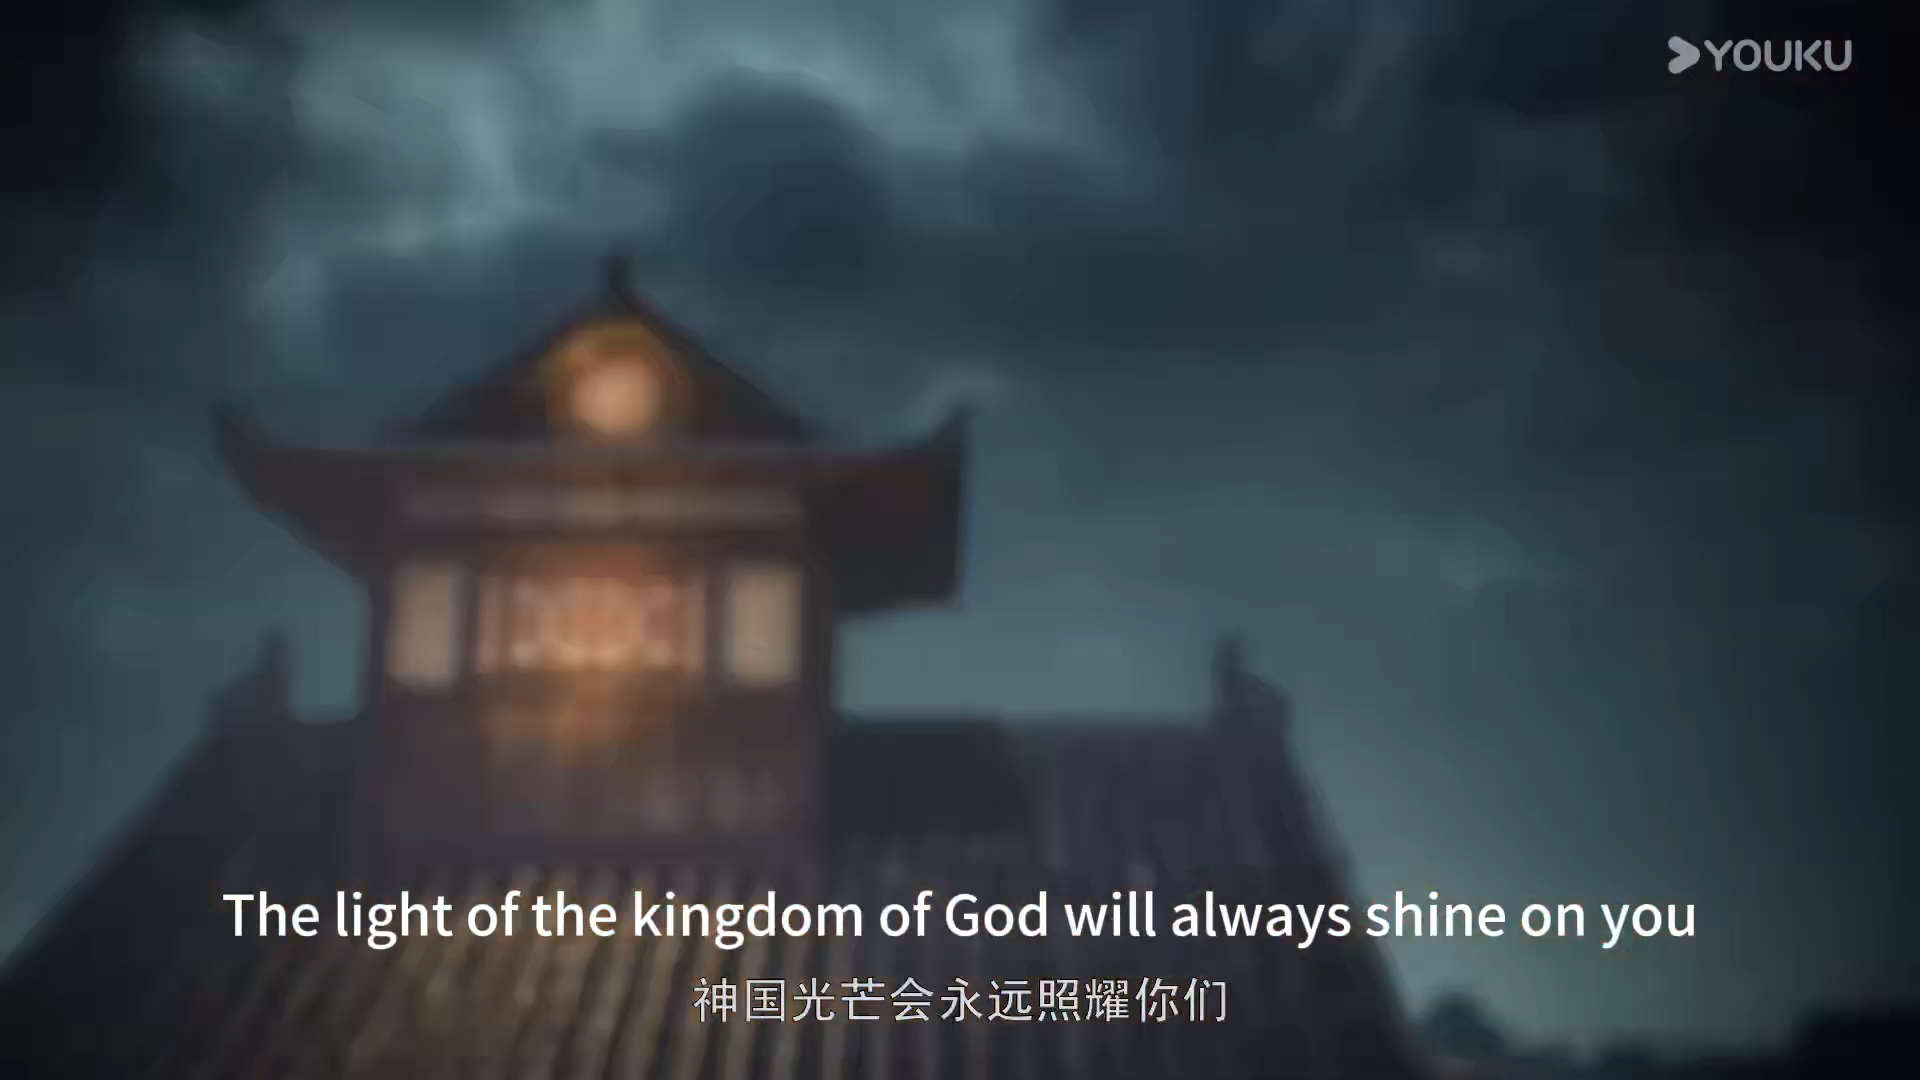 YOUKU
The light of the kingdom of God will always shine on you
神国光芒会永远照耀你们